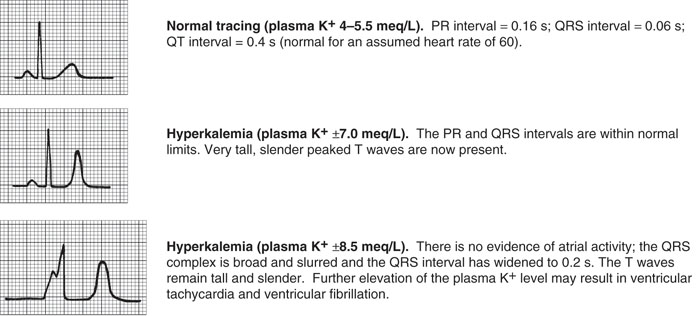 Normal tracing (plasma K+ 4–5.5 meq/L). PR interval = 0.16 s; QRS interval = 0.06 s;
QT interval = 0.4 s (normal for an assumed heart rate of 60).
Hyperkalemia (plasma K+ ±7.0 meq/L). The PR and QRS intervals are within normal
limits. Very tall, slender peaked T waves are now present.
Hyperkalemia (plasma K+ ±8.5 meq/L). There is no evidence of atrial activity; the QRS
complex is broad and slurred and the QRS interval has widened to 0.2 s. The T waves
remain tall and slender. Further elevation of the plasma K+ level may result in ventricular
tachycardia and ventricular fibrillation.